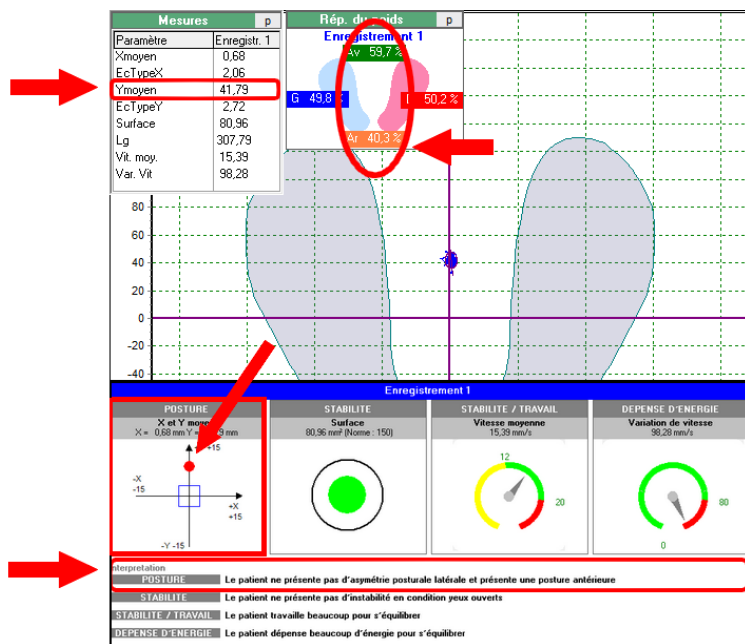 Mesures p
Paramètre Enregistr. 1
Xmoyen 0,68
EcTypeX 2,06
Ymoyen 41,79
EcTypeY 2,72
Surface 80,96
Lg 307,79
Vit. moy. 15,39
Var. Vit 98,28
Rép. du poids p
Enregistrement 1
Av 59,7 %
G 49,8 %
50,2 %
Ar 40,3 %
80
60
40
20
0
-20
-40
Enregistrement 1
POSTURE
X et Y moyen
X = 0,68 mm Y = mm
+15
-X
-15
+X
+15
-Y -15
STABILITE
Surface
80,96 mm² (Norme : 150)
STABILITE / TRAVAIL
Vitesse moyenne
15,39 mm/s
12
20
DEPENSE D'ENERGIE
Variation de vitesse
98,28 mm/s
80
0
nterpretation
POSTURE Le patient ne présente pas d'asymétrie posturale latérale et présente une posture antérieure
STABILITE Le patient ne présente pas d'instabilité en condition yeux ouverts
STABILITE / TRAVAIL Le patient travaille beaucoup pour s'équilibrer
DEPENSE D'ENERGIE Le patient dépense beaucoup d'énergie pour s'équilibrer